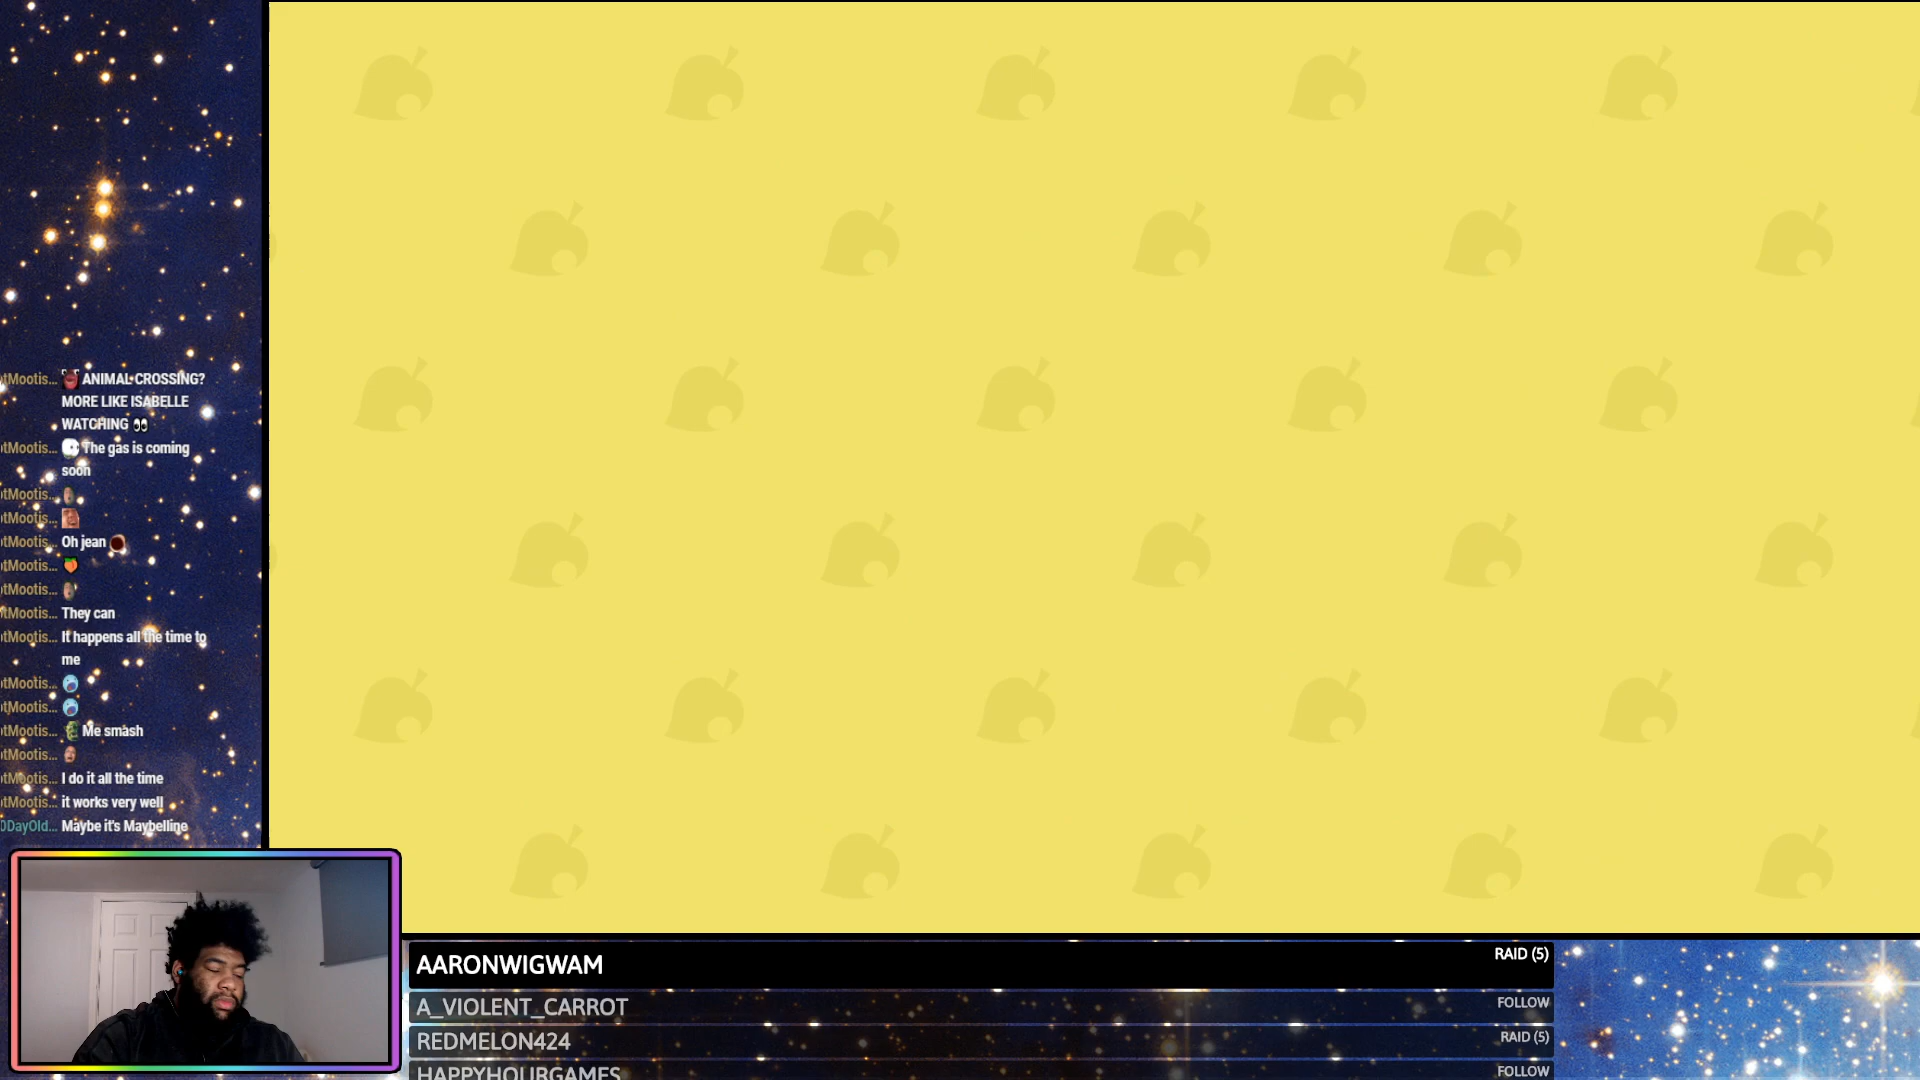 tMootis... ANIMAL CROSSING?
MORE LIKE ISABELLE
WATCHING 👀
tMootis... The gas is coming
soon
tMootis...
tMootis...
tMootis... Oh jean
tMootis...
tMootis...
tMootis... They can
tMootis... It happens all the time to
me
tMootis...
tMootis...
tMootis... Me smash
tMootis...
tMootis... I do it all the time
tMootis... it works very well
0DayOld... Maybe it's Maybelline
AARONWIGWAM RAID (5)
A_VIOLENT_CARROT FOLLOW
REDMELON424 RAID (5)
HAPPYHOURGAMES FOLLOW